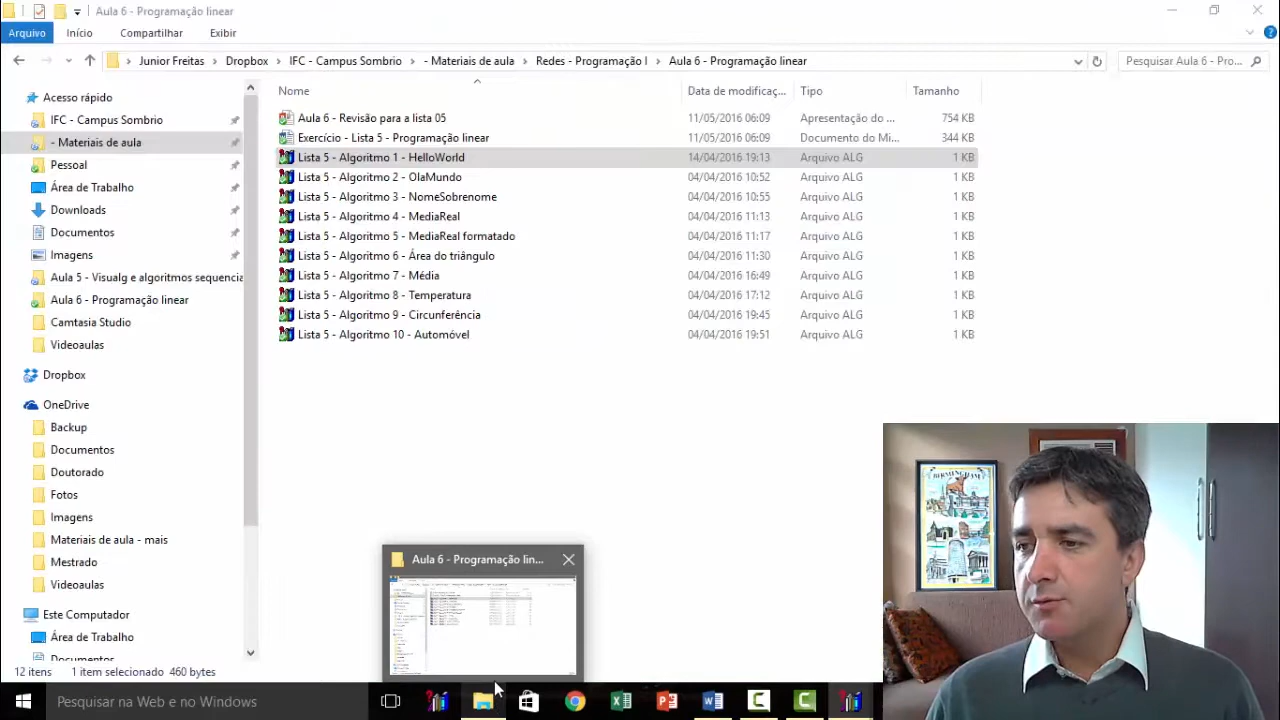 Aula 6 - Programação linear
Arquivo Início Compartilhar Exibir
Junior Freitas Dropbox IFC - Campus Sombrio - Materiais de aula Redes - Programação I Aula 6 - Programação linear
Pesquisar Aula 6 - Pro...
Nome Data de modificaç... Tipo Tamanho
Acesso rápido
IFC - Campus Sombrio
- Materiais de aula
Pessoal
Área de Trabalho
Downloads
Documentos
Imagens
Aula 5 - Visualg e algoritmos sequencia
Aula 6 - Programação linear
Camtasia Studio
Videoaulas
Dropbox
OneDrive
Backup
Documentos
Doutorado
Fotos
Imagens
Materiais de aula - mais
Mestrado
Videoaulas
Este Computador
Área de Trabalho
Documentos
Aula 6 - Revisão para a lista 05 11/05/2016 06:09 Apresentação do ... 754 KB
Exercício - Lista 5 - Programação linear 11/05/2016 06:09 Documento do Mi... 344 KB
Lista 5 - Algoritmo 1 - HelloWorld 14/04/2016 19:13 Arquivo ALG 1 KB
Lista 5 - Algoritmo 2 - OlaMundo 04/04/2016 10:52 Arquivo ALG 1 KB
Lista 5 - Algoritmo 3 - NomeSobrenome 04/04/2016 10:55 Arquivo ALG 1 KB
Lista 5 - Algoritmo 4 - MediaReal 04/04/2016 11:13 Arquivo ALG 1 KB
Lista 5 - Algoritmo 5 - MediaReal formatado 04/04/2016 11:17 Arquivo ALG 1 KB
Lista 5 - Algoritmo 6 - Área do triângulo 04/04/2016 11:30 Arquivo ALG 1 KB
Lista 5 - Algoritmo 7 - Média 04/04/2016 16:49 Arquivo ALG 1 KB
Lista 5 - Algoritmo 8 - Temperatura 04/04/2016 17:12 Arquivo ALG 1 KB
Lista 5 - Algoritmo 9 - Circunferência 04/04/2016 19:45 Arquivo ALG 1 KB
Lista 5 - Algoritmo 10 - Automóvel 04/04/2016 19:51 Arquivo ALG 1 KB
BIRMINGHAM
Aula 6 - Programação lin...
12 itens 1 item selecionado 460 bytes
Pesquisar na Web e no Windows